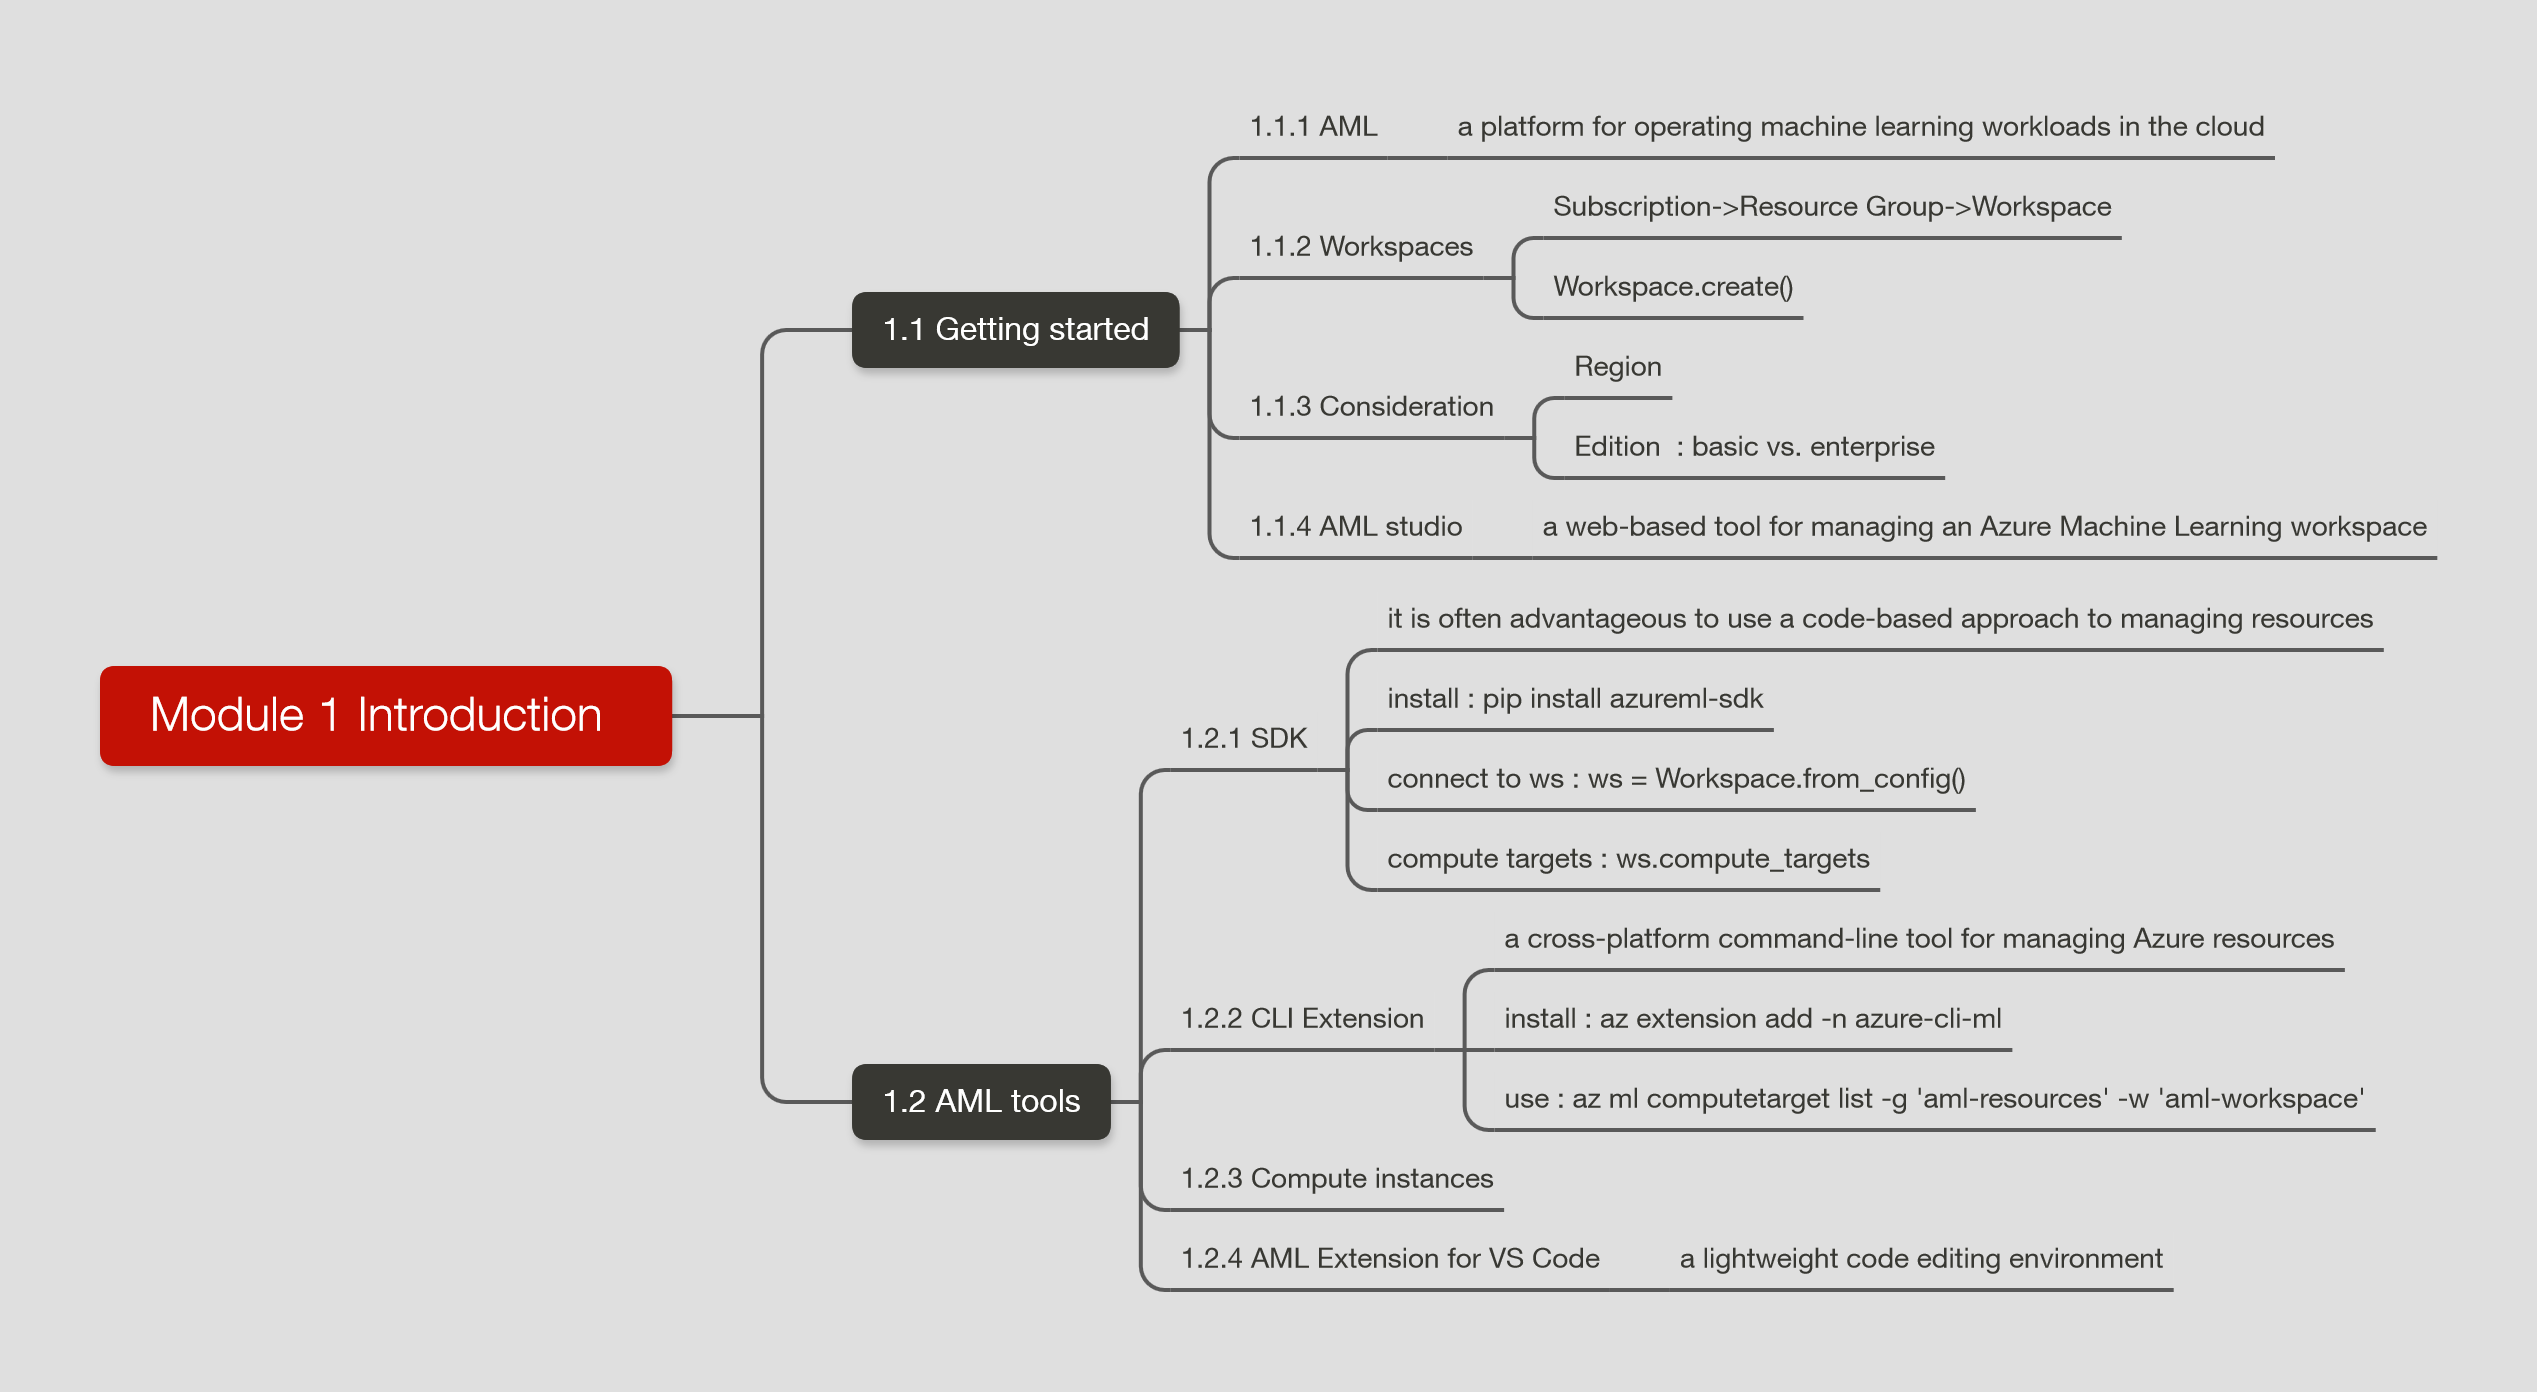 Module 1 Introduction
1.1 Getting started
1.1.1 AML
a platform for operating machine learning workloads in the cloud
1.1.2 Workspaces
Subscription->Resource Group->Workspace
Workspace.create()
1.1.3 Consideration
Region
Edition  : basic vs. enterprise
1.1.4 AML studio
a web-based tool for managing an Azure Machine Learning workspace
1.2 AML tools
1.2.1 SDK
it is often advantageous to use a code-based approach to managing resources
install : pip install azureml-sdk
connect to ws : ws = Workspace.from_config()
compute targets : ws.compute_targets
1.2.2 CLI Extension
a cross-platform command-line tool for managing Azure resources
install : az extension add -n azure-cli-ml
use : az ml computetarget list -g 'aml-resources' -w 'aml-workspace'
1.2.3 Compute instances
1.2.4 AML Extension for VS Code
a lightweight code editing environment